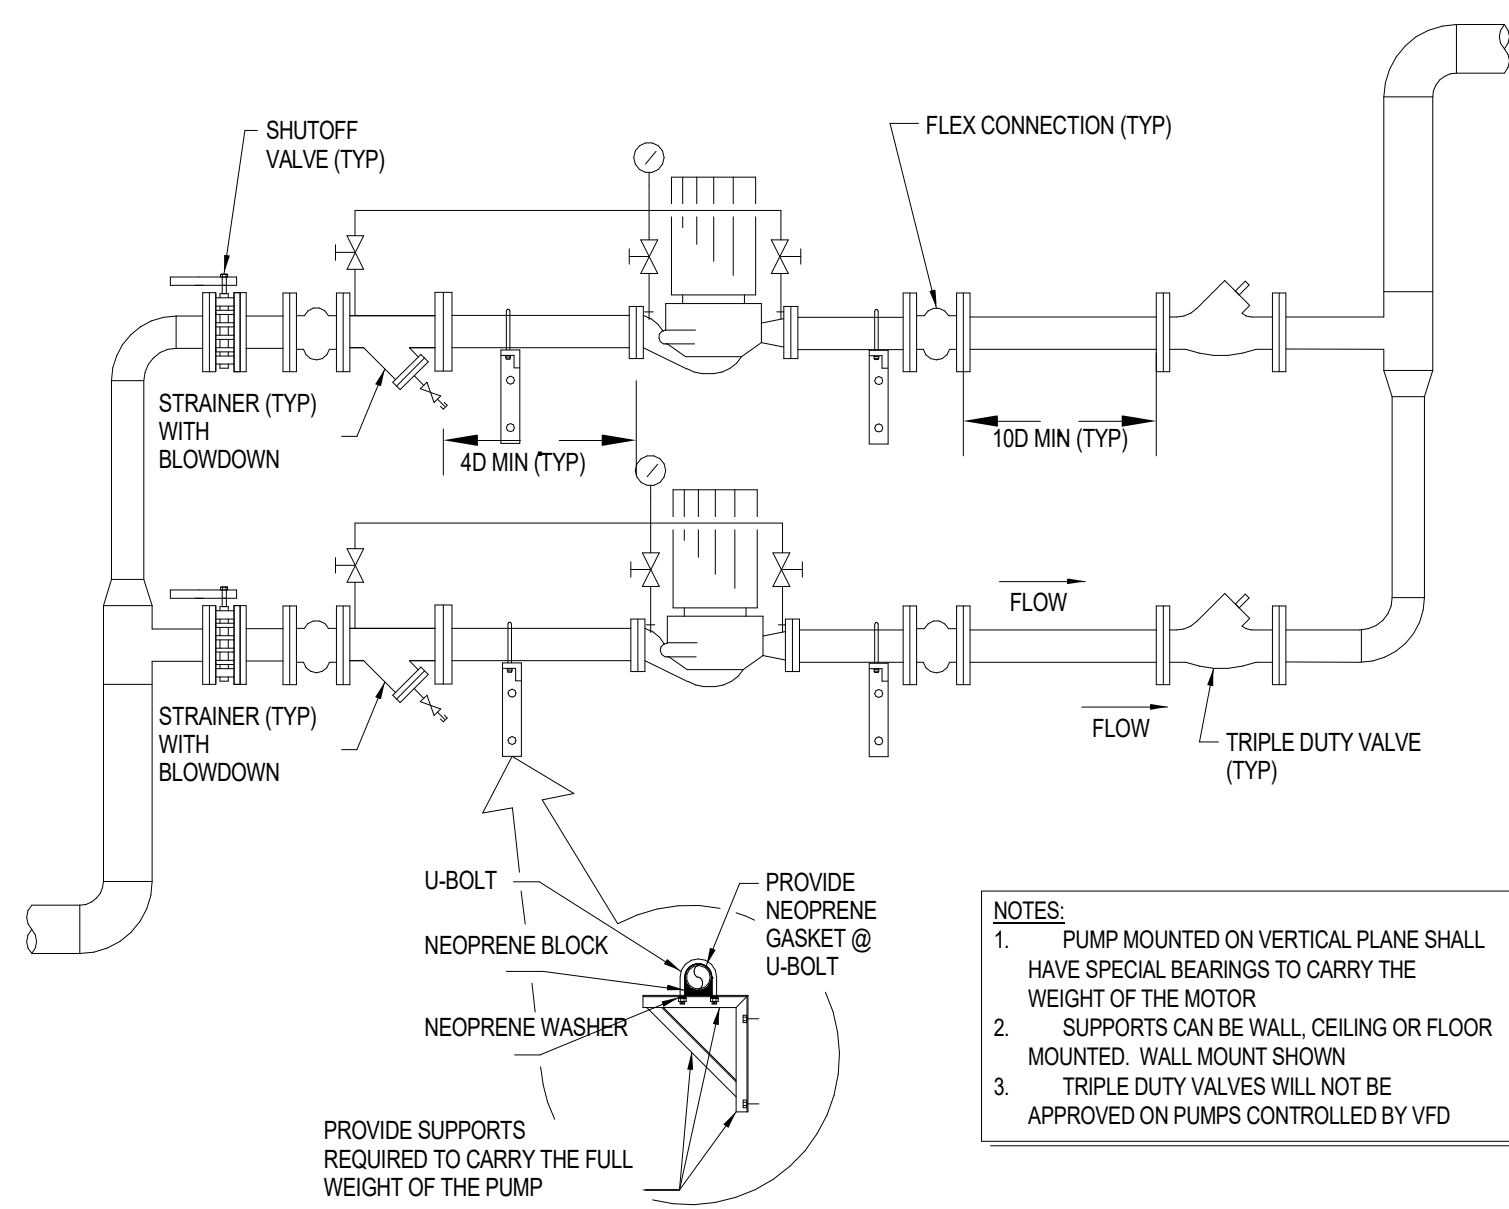 SHUTOFF
VALVE (TYP)
FLEX CONNECTION (TYP)
STRAINER (TYP)
WITH
BLOWDOWN
4D MIN (TYP)
10D MIN (TYP)
FLOW
STRAINER (TYP)
WITH
BLOWDOWN
FLOW
TRIPLE DUTY VALVE
(TYP)
U-BOLT
NEOPRENE BLOCK
NEOPRENE WASHER
PROVIDE
NEOPRENE
GASKET @
U-BOLT
PROVIDE SUPPORTS
REQUIRED TO CARRY THE FULL
WEIGHT OF THE PUMP
NOTES:
1. PUMP MOUNTED ON VERTICAL PLANE SHALL
HAVE SPECIAL BEARINGS TO CARRY THE
WEIGHT OF THE MOTOR
2. SUPPORTS CAN BE WALL, CEILING OR FLOOR
MOUNTED. WALL MOUNT SHOWN
3. TRIPLE DUTY VALVES WILL NOT BE
APPROVED ON PUMPS CONTROLLED BY VFD